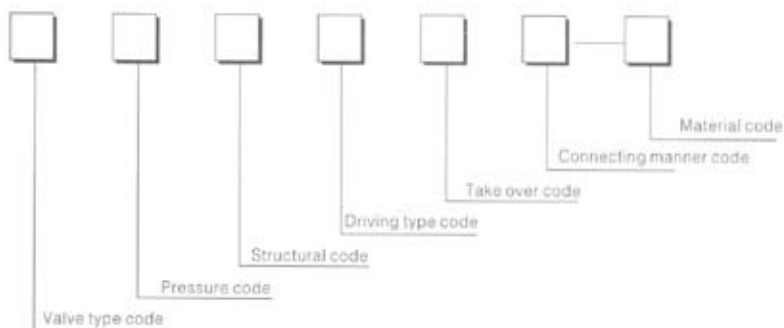 Material code
Connecting manner code
Take over code
Driving type code
Structural code
Pressure code
Valve type code